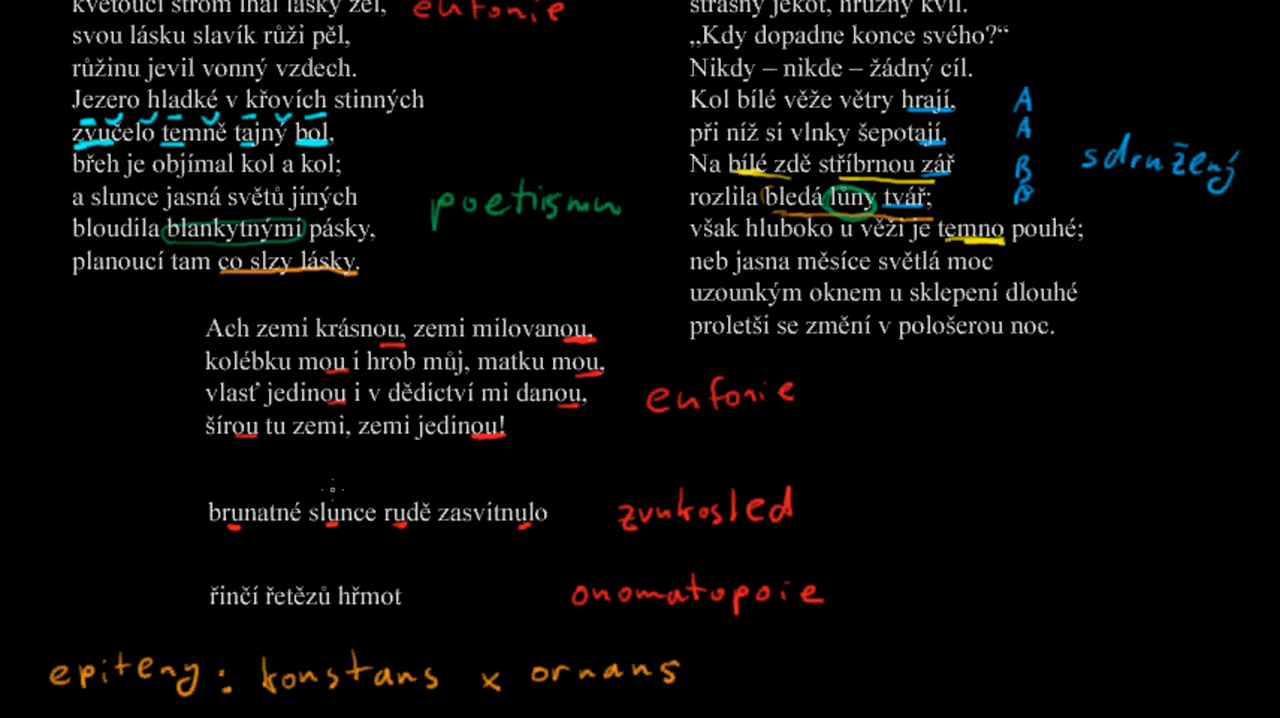 květoucí strom lhal lásky žel,
eufonie
svou lásku slavík růži pěl,
růžinu jevil vonný vzdech.
Jezero hladké v křovích stinných
zvučelo temně tajný bol,
břeh je objímal kol a kol;
a slunce jasná světů jiných
bloudila blankytnými pásky,
planoucí tam co slzy lásky.
poetismu
strašný jekot, hrůzný kvil.
„Kdy dopadne konce svého?“
Nikdy – nikde – žádný cíl.
Kol bílé věže větry hrají, A
při níž si vlnky šepotají. A
Na bílé zdě stříbrnou zář B
rozlila bledá lůny tvář; B
sdružený
však hluboko u věži je temno pouhé;
neb jasna měsíce světlá moc
uzounkým oknem u sklepení dlouhé
proletší se změní v pološerou noc.
Ach zemi krásnou, zemi milovanou,
kolébku mou i hrob můj, matku mou,
vlasť jedinou i v dědictví mi danou,
šírou tu zemi, zemi jedinou!
eufonie
brunatné slunce rudě zasvitnulo zvukosled
řinčí řetězů hřmot onomatopoie
epiteny: konstans x ornans